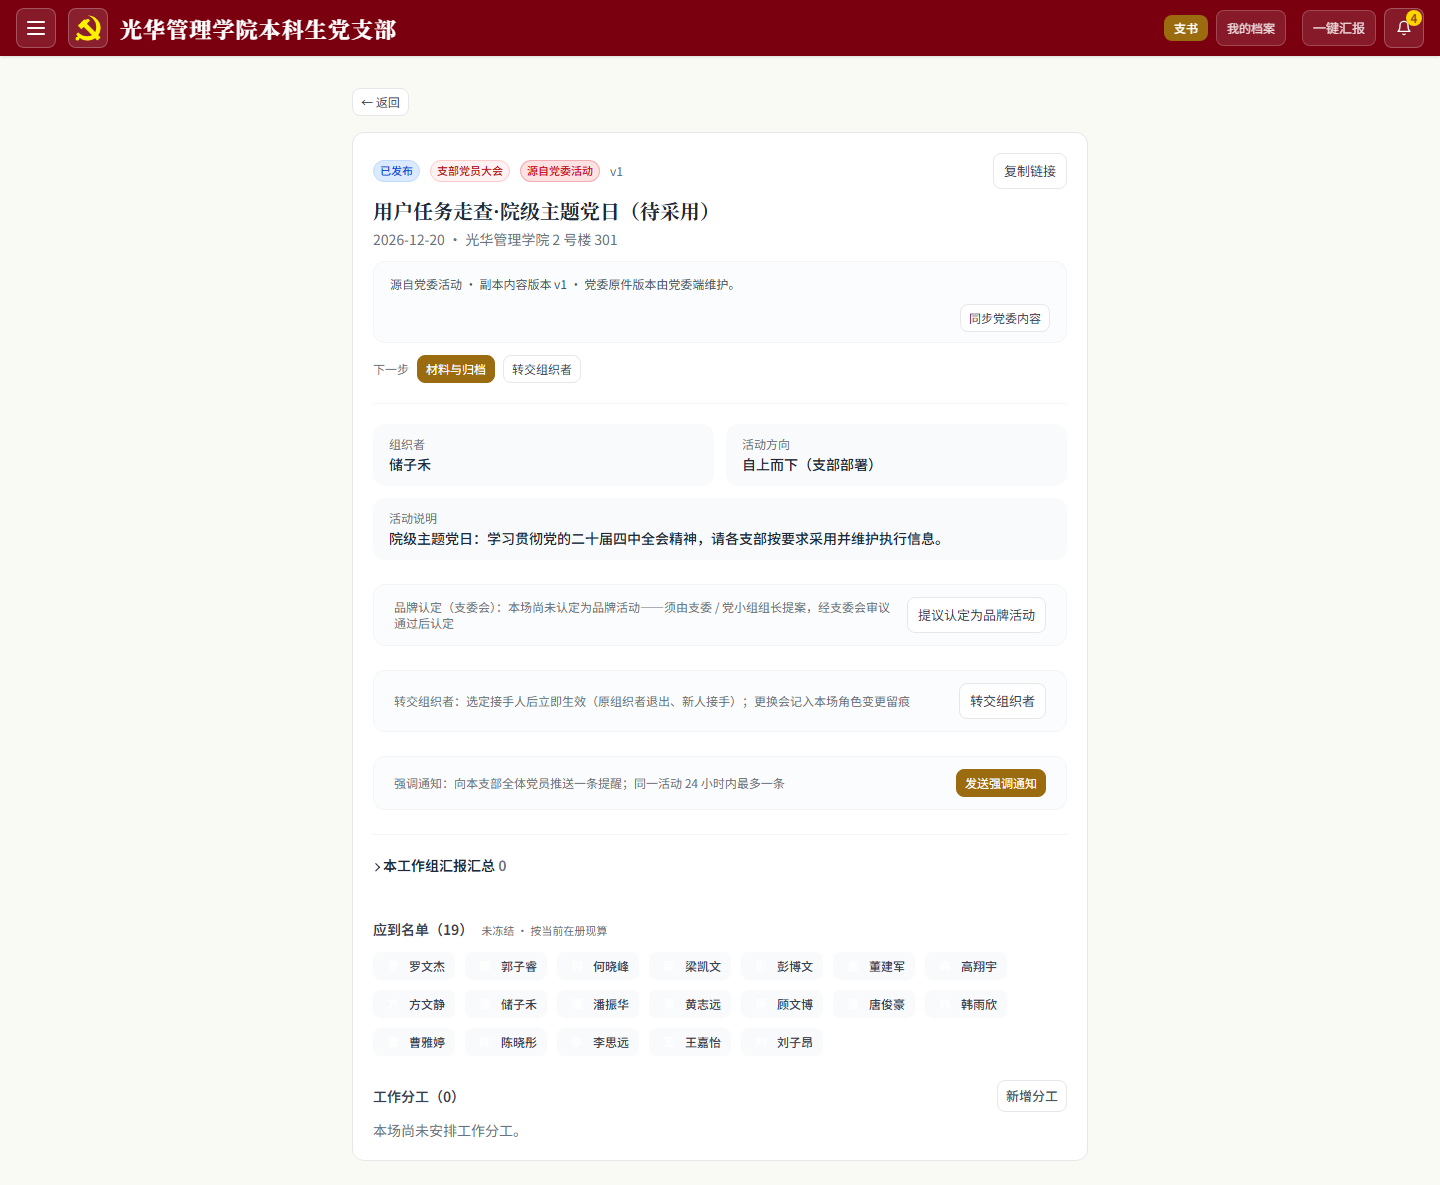 光华管理学院本科生党支部
支书
我的档案
一键汇报
4
← 返回
已发布
支部党员大会
源自党委活动
v1
复制链接
用户任务走查·院级主题党日（待采用）
2026-12-20 · 光华管理学院 2 号楼 301
源自党委活动 · 副本内容版本 v1 · 党委原件版本由党委端维护。
同步党委内容
下一步
材料与归档
转交组织者
组织者
储子禾
活动方向
自上而下（支部部署）
活动说明
院级主题党日：学习贯彻党的二十届四中全会精神，请各支部按要求采用并维护执行信息。
品牌认定（支委会）：本场尚未认定为品牌活动——须由支委 / 党小组组长提案，经支委会审议
通过后认定
提议认定为品牌活动
转交组织者：选定接手人后立即生效（原组织者退出、新人接手）；更换会记入本场角色变更留痕
转交组织者
强调通知：向本支部全体党员推送一条提醒；同一活动 24 小时内最多一条
发送强调通知
本工作组汇报汇总 0
应到名单（19） 未冻结 · 按当前在册现算
罗文杰 郭子睿 何晓峰 梁凯文 彭博文 董建军 高翔宇
方文静 储子禾 潘振华 黄志远 顾文博 唐俊豪 韩雨欣
曹雅婷 陈晓彤 李思远 王嘉怡 刘子昂
工作分工（0）
新增分工
本场尚未安排工作分工。